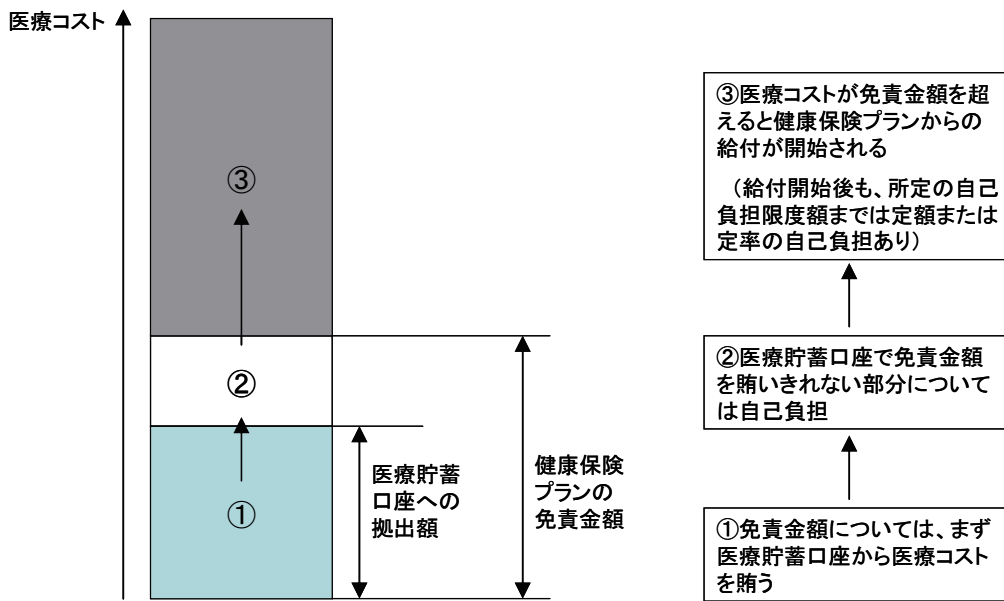 医療コスト
③
②
①
医療貯蓄
口座への
拠出額
健康保険
プランの
免責金額
③医療コストが免責金額を超
えると健康保険プランからの
給付が開始される
（給付開始後も、所定の自己
負担限度額までは定額または
定率の自己負担あり）
②医療貯蓄口座で免責金額
を賄いきれない部分について
は自己負担
①免責金額については、まず
医療貯蓄口座から医療コスト
を賄う